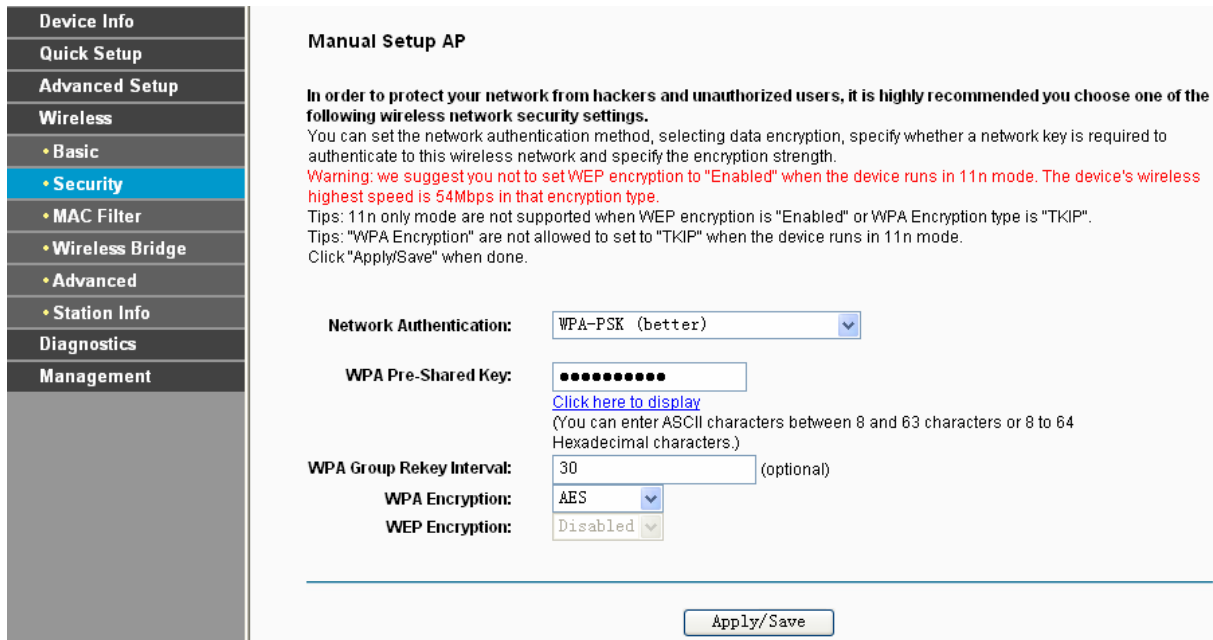 Device Info
Quick Setup
Advanced Setup
Wireless
• Basic
• Security
• MAC Filter
• Wireless Bridge
• Advanced
• Station Info
Diagnostics
Management
Manual Setup AP
In order to protect your network from hackers and unauthorized users, it is highly recommended you choose one of the
following wireless network security settings.
You can set the network authentication method, selecting data encryption, specify whether a network key is required to
authenticate to this wireless network and specify the encryption strength.
Warning: we suggest you not to set WEP encryption to "Enabled" when the device runs in 11n mode. The device's wireless
highest speed is 54Mbps in that encryption type.
Tips: 11n only mode are not supported when WEP encryption is "Enabled" or WPA Encryption type is "TKIP".
Tips: "WPA Encryption" are not allowed to set to "TKIP" when the device runs in 11n mode.
Click "Apply/Save" when done.
Network Authentication: WPA-PSK (better)
WPA Pre-Shared Key: ●●●●●●●●●●
Click here to display
(You can enter ASCII characters between 8 and 63 characters or 8 to 64
Hexadecimal characters.)
WPA Group Rekey Interval: 30 (optional)
WPA Encryption: AES
WEP Encryption: Disabled
Apply/Save